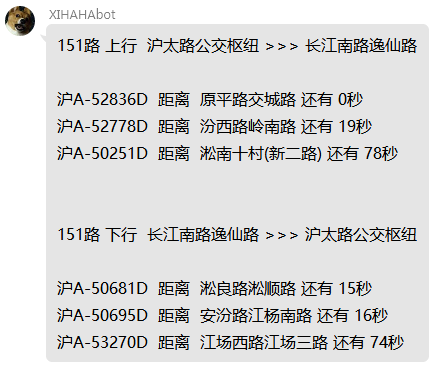 XIHAHAbot
151路 上行 沪太路公交枢纽 >>> 长江南路逸仙路
沪A-52836D 距离 原平路交城路 还有 0秒
沪A-52778D 距离 汾西路岭南路 还有 19秒
沪A-50251D 距离 淞南十村(新二路) 还有 78秒
151路 下行 长江南路逸仙路 >>> 沪太路公交枢纽
沪A-50681D 距离 淞良路淞顺路 还有 15秒
沪A-50695D 距离 安汾路江杨南路 还有 16秒
沪A-53270D 距离 江场西路江场三路 还有 74秒